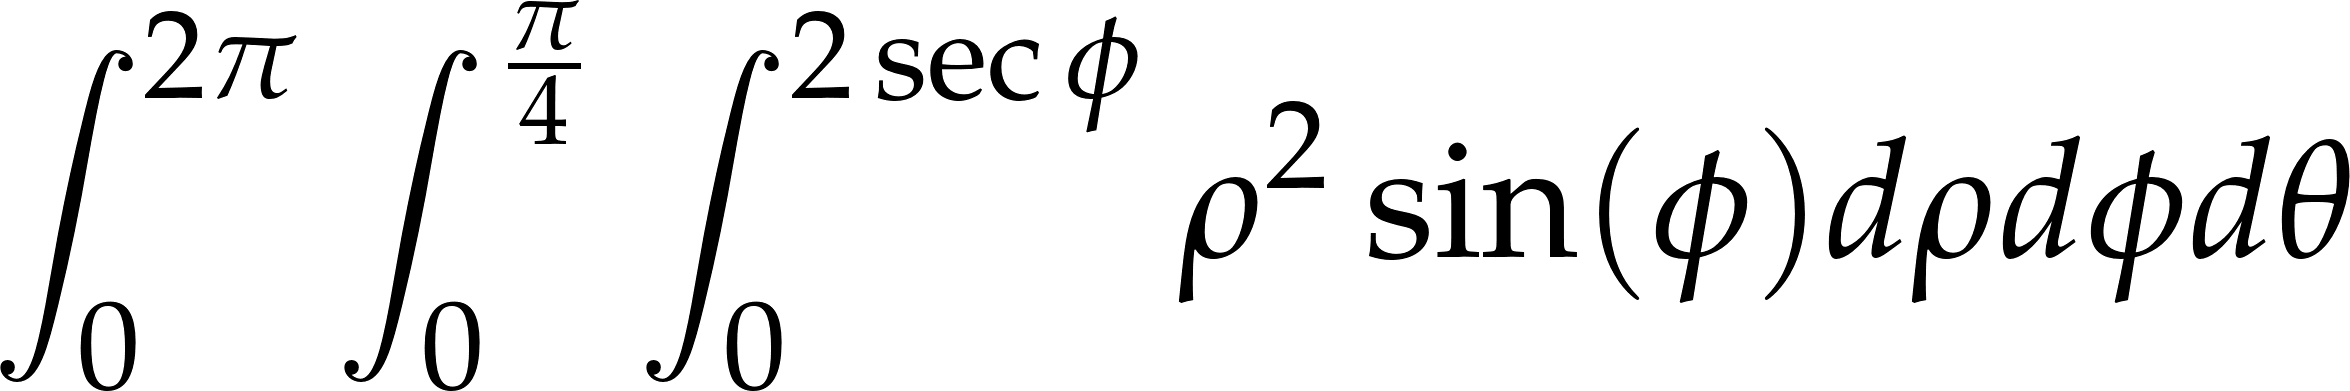 ∫₀^{2π} ∫₀^{π/4} ∫₀^{2 sec ϕ} ρ² sin(ϕ)dρdϕdθ